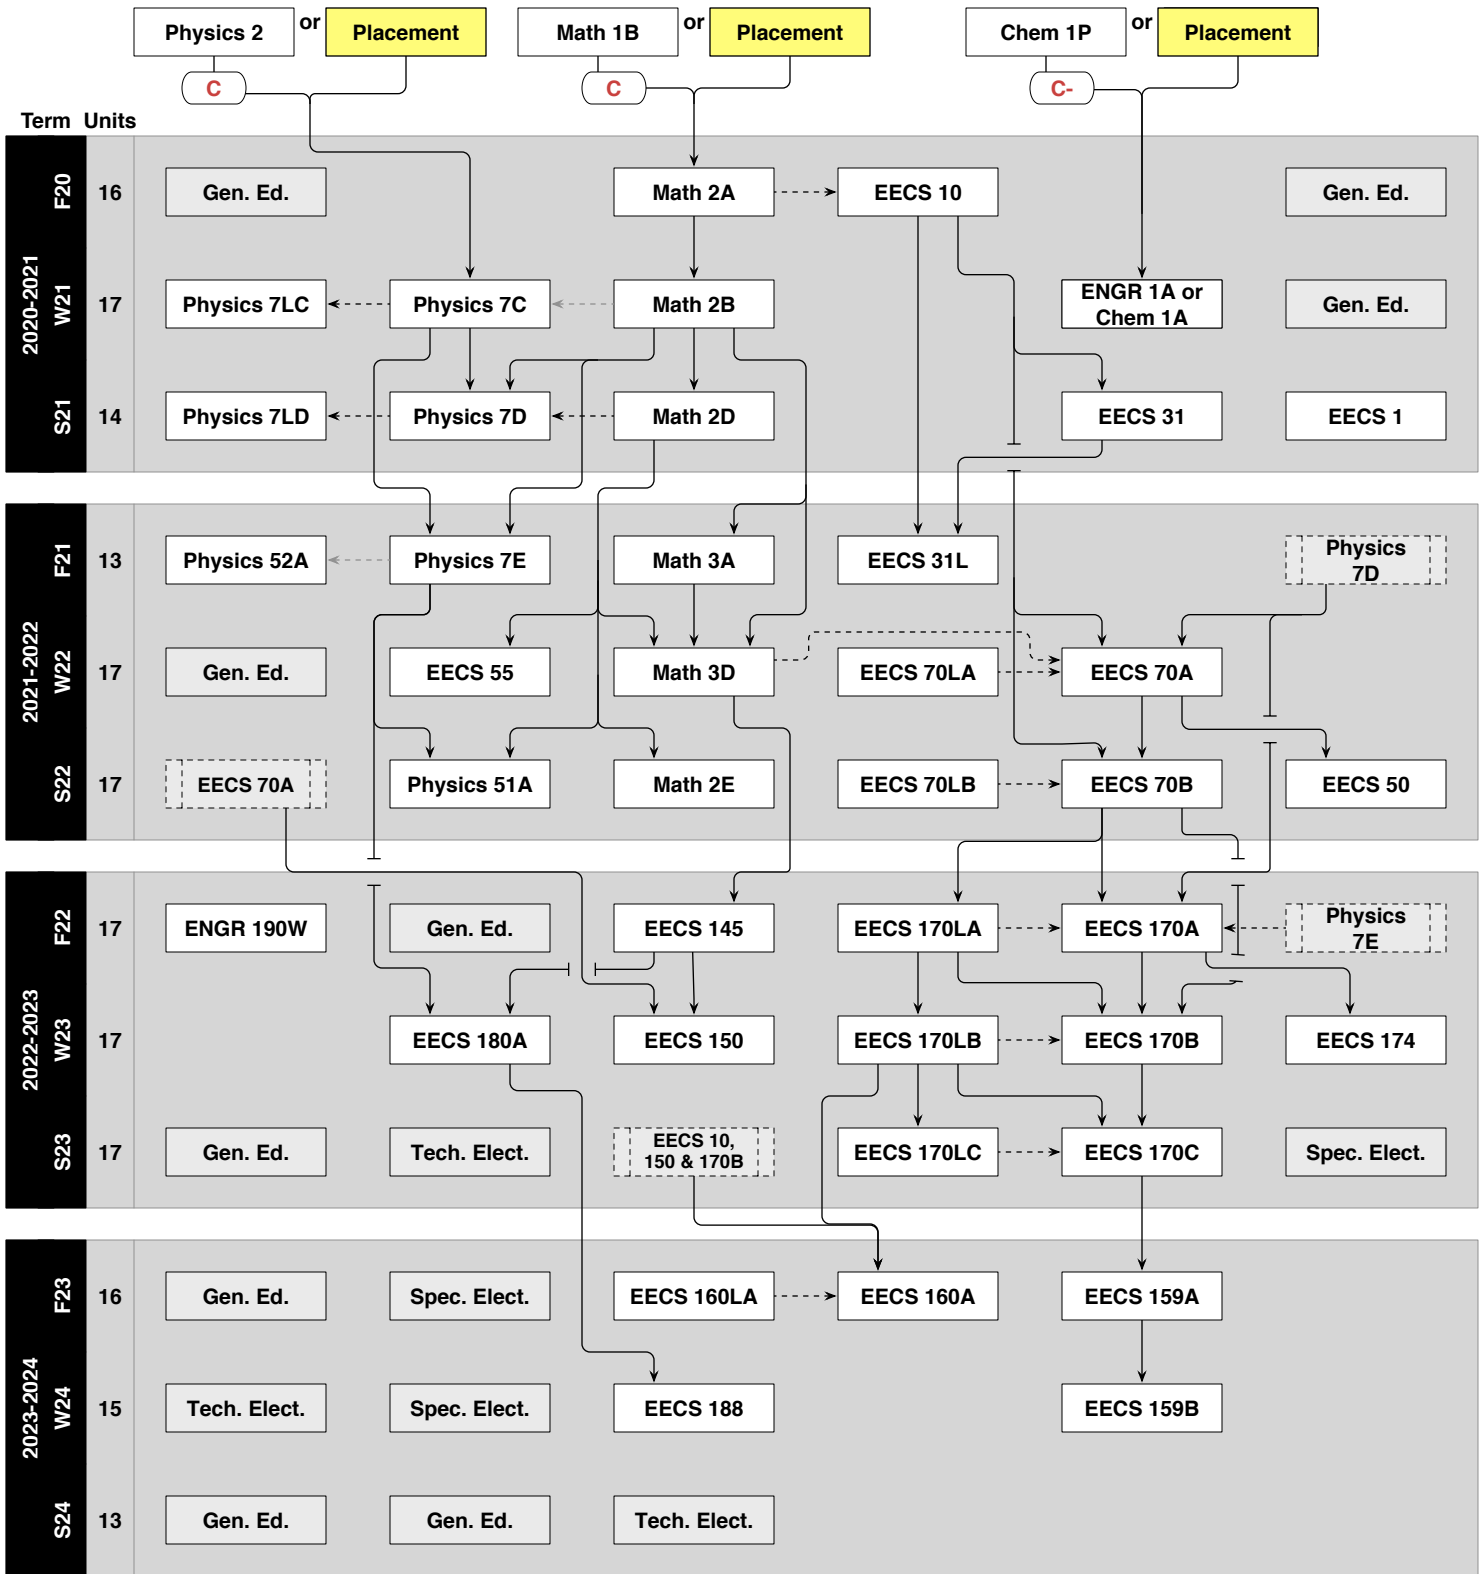 Physics 2 or Placement Math 1B or Placement Chem 1P or Placement
C C C-
Term Units
2020-2021
F20 16 Gen. Ed. Math 2A EECS 10 Gen. Ed.
W21 17 Physics 7LC Physics 7C Math 2B ENGR 1A or
Chem 1A Gen. Ed.
S21 14 Physics 7LD Physics 7D Math 2D EECS 31 EECS 1
2021-2022
F21 13 Physics 52A Physics 7E Math 3A EECS 31L Physics
7D
W22 17 Gen. Ed. EECS 55 Math 3D EECS 70LA EECS 70A
S22 17 EECS 70A Physics 51A Math 2E EECS 70LB EECS 70B EECS 50
2022-2023
F22 17 ENGR 190W Gen. Ed. EECS 145 EECS 170LA EECS 170A Physics
7E
W23 17 EECS 180A EECS 150 EECS 170LB EECS 170B EECS 174
S23 17 Gen. Ed. Tech. Elect. EECS 10,
150 & 170B EECS 170LC EECS 170C Spec. Elect.
2023-2024
F23 16 Gen. Ed. Spec. Elect. EECS 160LA EECS 160A EECS 159A
W24 15 Tech. Elect. Spec. Elect. EECS 188 EECS 159B
S24 13 Gen. Ed. Gen. Ed. Tech. Elect.